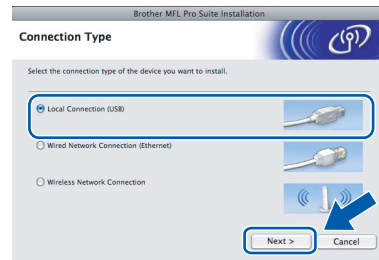 Brother MFL Pro Suite Installation
Connection Type
Select the connection type of the device you want to install.
Local Connection (USB)
Wired Network Connection (Ethernet)
Wireless Network Connection
Next > Cancel